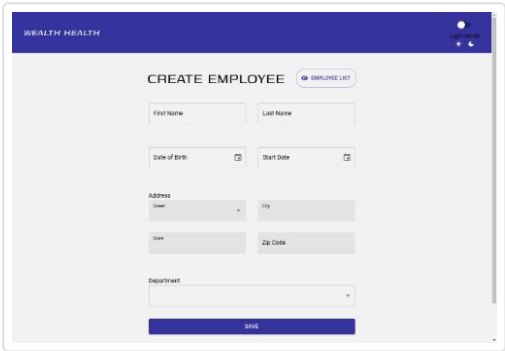 WEALTH HEALTH
Light Mode
CREATE EMPLOYEE EMPLOYEE LIST
First Name Last Name
Date of Birth Start Date
Address
Street City
State Zip Code
Department
SAVE